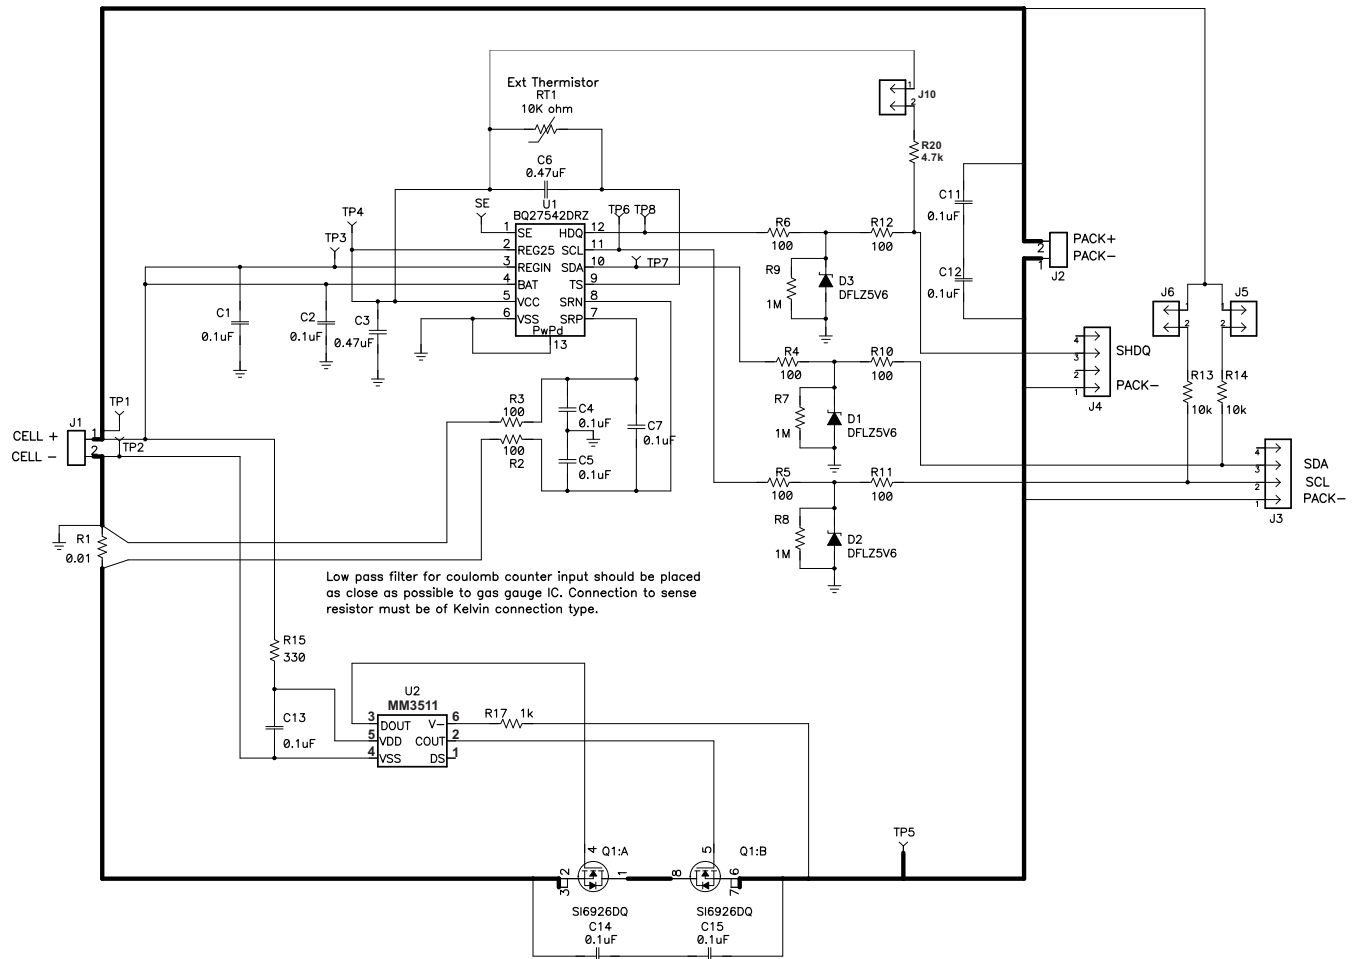 Ext Thermistor
RT1
10K ohm
C6
0.47uF
U1
BQ27542DRZ
SE
TP4
TP3
TP6 TP8
TP7
1 SE HDQ 12
2 REG25 SCL 11
3 REGIN SDA 10
4 BAT TS 9
5 VCC SRN 8
6 VSS SRP 7
PwPd
13
C1
0.1uF
C2
0.1uF
C3
0.47uF
1
J10
2
R20
4.7k
C11
0.1uF
C12
0.1uF
R6
100
R12
100
R9
1M
D3
DFLZ5V6
R4
100
R10
100
R7
1M
D1
DFLZ5V6
R5
100
R11
100
R8
1M
D2
DFLZ5V6
PACK+
2
PACK-
1
J2
4
3
SHDQ
2
1
PACK-
J4
J6
1
2
J5
1
2
R13
10k
R14
10k
4
3
SDA
2
SCL
1
PACK-
J3
TP1
J1
CELL +
1
CELL -
2
TP2
R3
100
100
R2
C4
0.1uF
C5
0.1uF
C7
0.1uF
R1
0.01
Low pass filter for coulomb counter input should be placed
as close as possible to gas gauge IC. Connection to sense
resistor must be of Kelvin connection type.
R15
330
C13
0.1uF
U2
MM3511
3 DOUT V- 6
5 VDD COUT 2
4 VSS DS 1
R17 1k
TP5
4
Q1:A
3
2
1
SI6926DQ
5
Q1:B
8
7
6
SI6926DQ
C14
0.1uF
C15
0.1uF